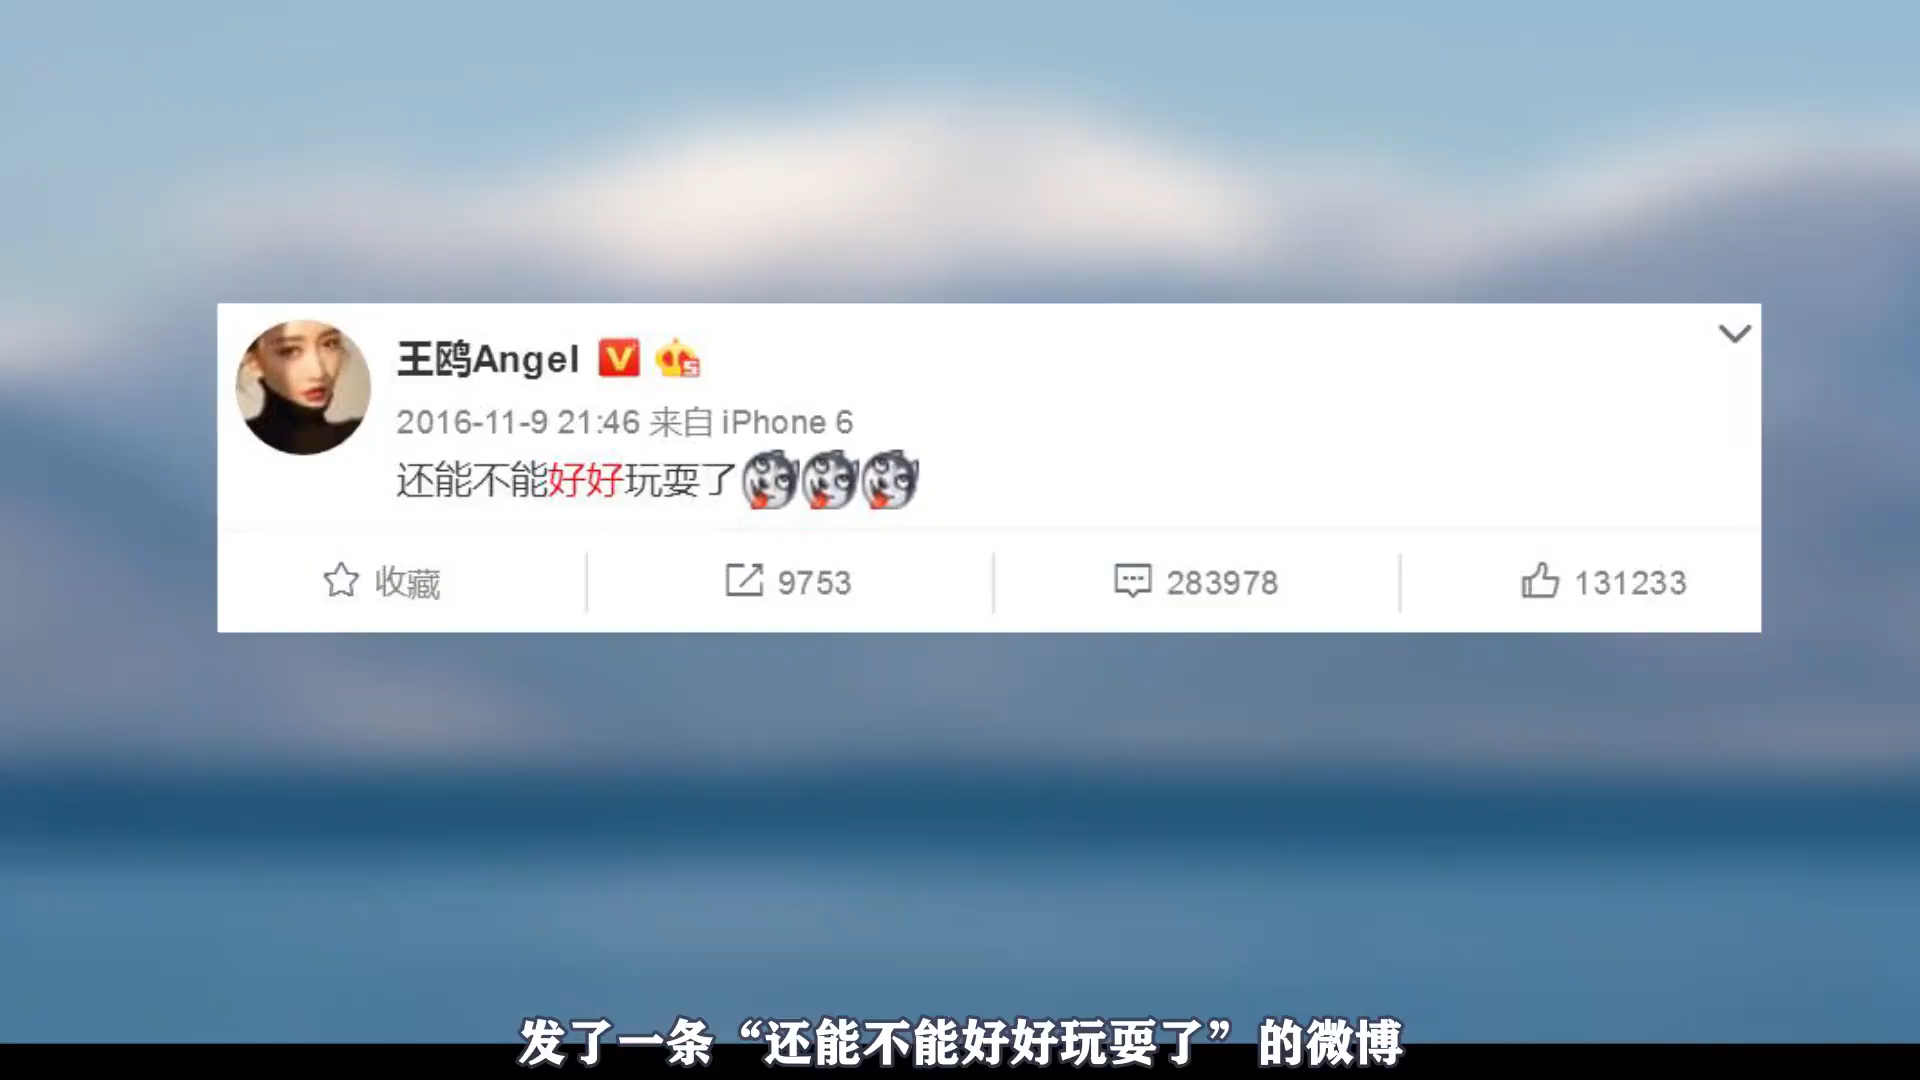 王鸥Angel
2016-11-9 21:46 来自 iPhone 6
还能不能好好玩耍了
收藏 9753 283978 131233
发了一条“还能不能好好玩耍了”的微博